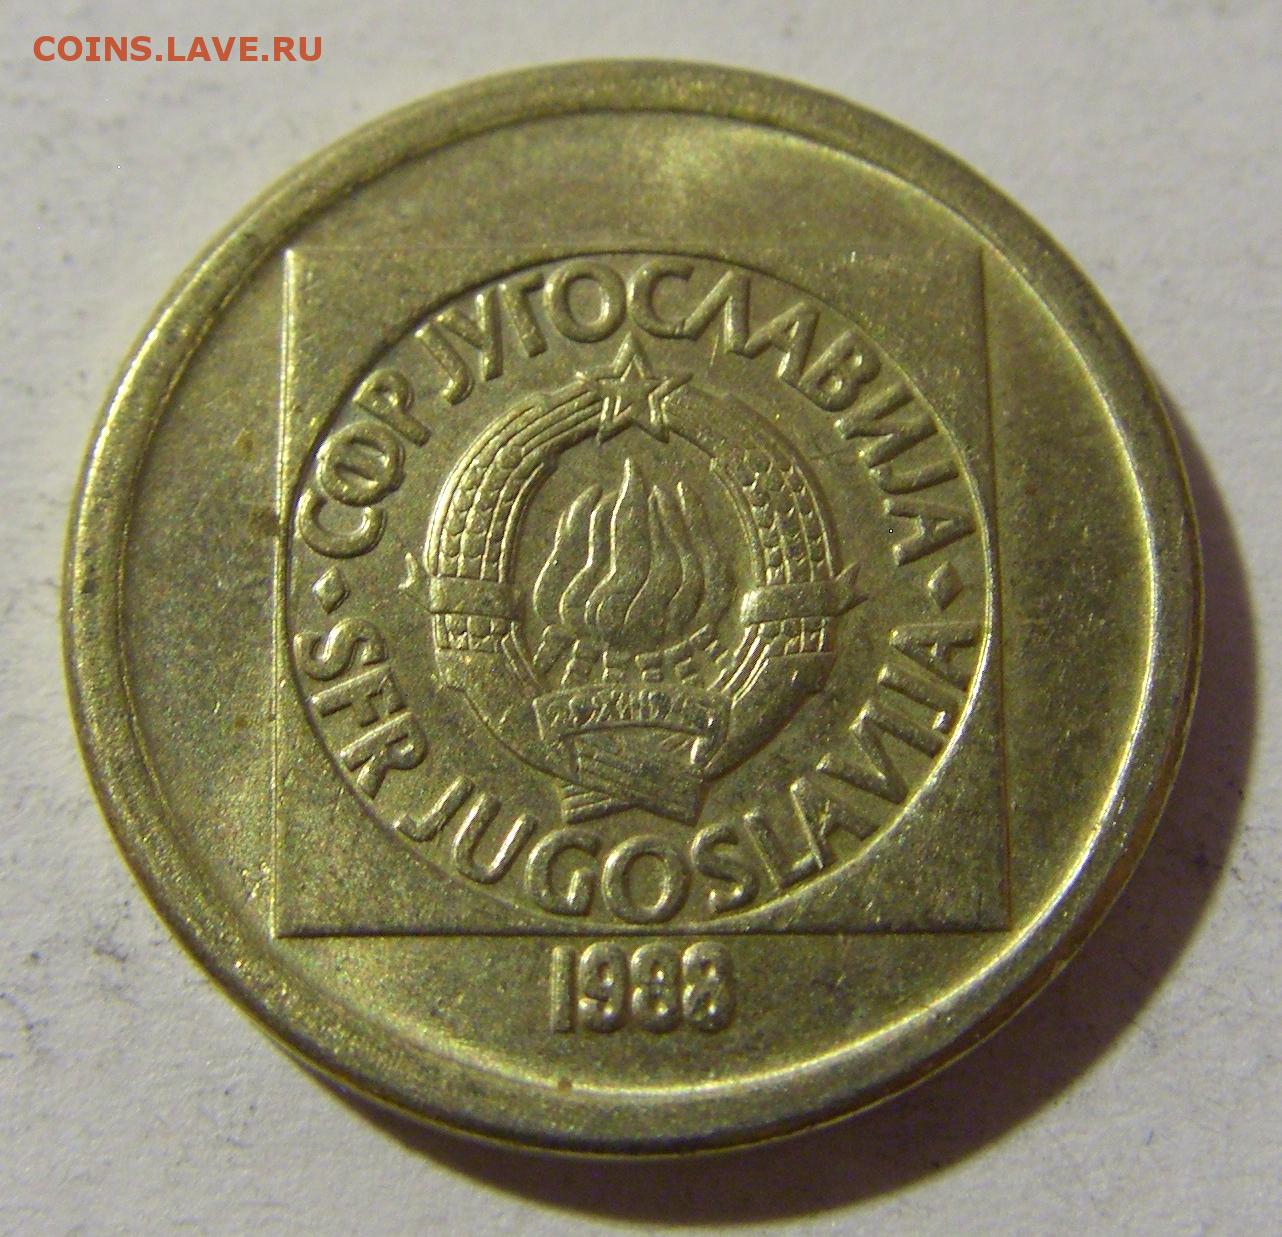 COINS.LAVE.RU
СФР ЈУГОСЛАВИЈА
SFR JUGOSLAVIJA
1988